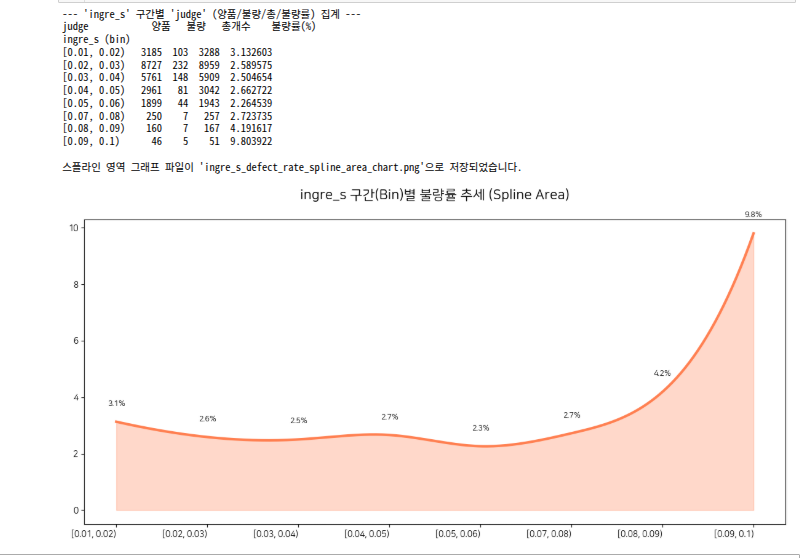 --- 'ingre_s' 구간별 'judge' (양품/불량/총/불량률) 집계 ---
judge 양품 불량 총개수 불량률(%)
ingre_s (bin)
[0.01, 0.02) 3185 103 3288 3.132603
[0.02, 0.03) 8727 232 8959 2.589575
[0.03, 0.04) 5761 148 5909 2.504654
[0.04, 0.05) 2961 81 3042 2.662722
[0.05, 0.06) 1899 44 1943 2.264539
[0.07, 0.08) 250 7 257 2.723735
[0.08, 0.09) 160 7 167 4.191617
[0.09, 0.1) 46 5 51 9.803922
스플라인 영역 그래프 파일이 'ingre_s_defect_rate_spline_area_chart.png'으로 저장되었습니다.
ingre_s 구간(Bin)별 불량률 추세 (Spline Area)
9.8%
10
8
6
4.2%
4
3.1%
2.6%
2.5%
2.7%
2.3%
2.7%
2
0
[0.01, 0.02) [0.02, 0.03) [0.03, 0.04) [0.04, 0.05) [0.05, 0.06) [0.07, 0.08) [0.08, 0.09) [0.09, 0.1)